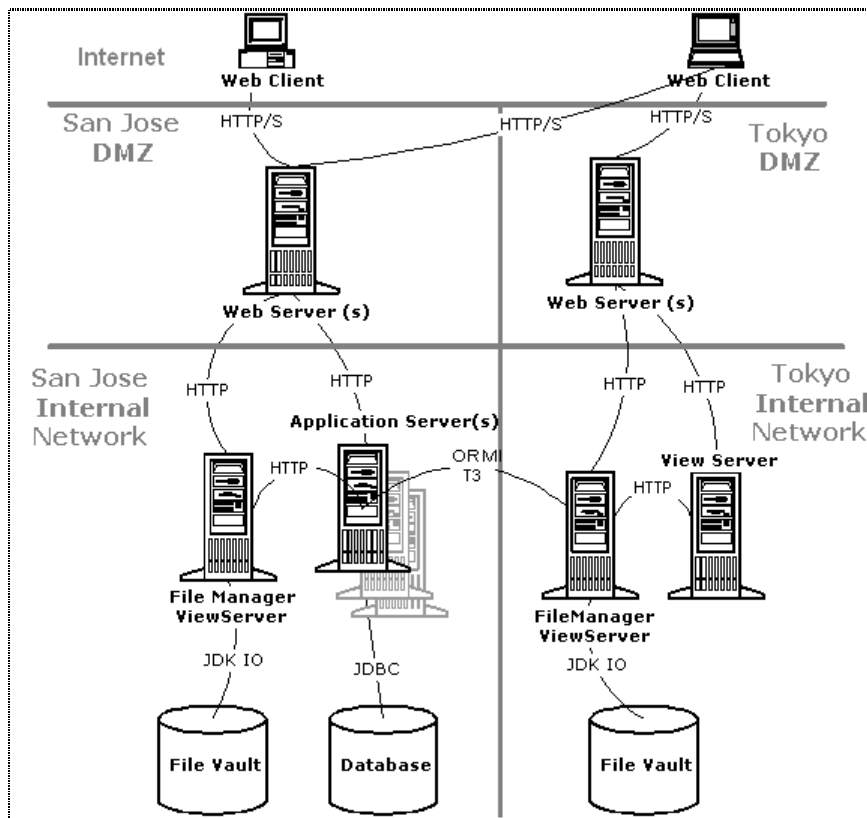 Internet
Web Client
Web Client
San Jose
DMZ
HTTP/S
HTTP/S
HTTP/S
Tokyo
DMZ
Web Server (s)
Web Server (s)
San Jose
Internal
Network
HTTP
HTTP
HTTP
HTTP
Tokyo
Internal
Network
Application Server(s)
View Server
HTTP
ORMI
T3
HTTP
File Manager
ViewServer
FileManager
ViewServer
JDK IO
JDBC
JDK IO
File Vault
Database
File Vault